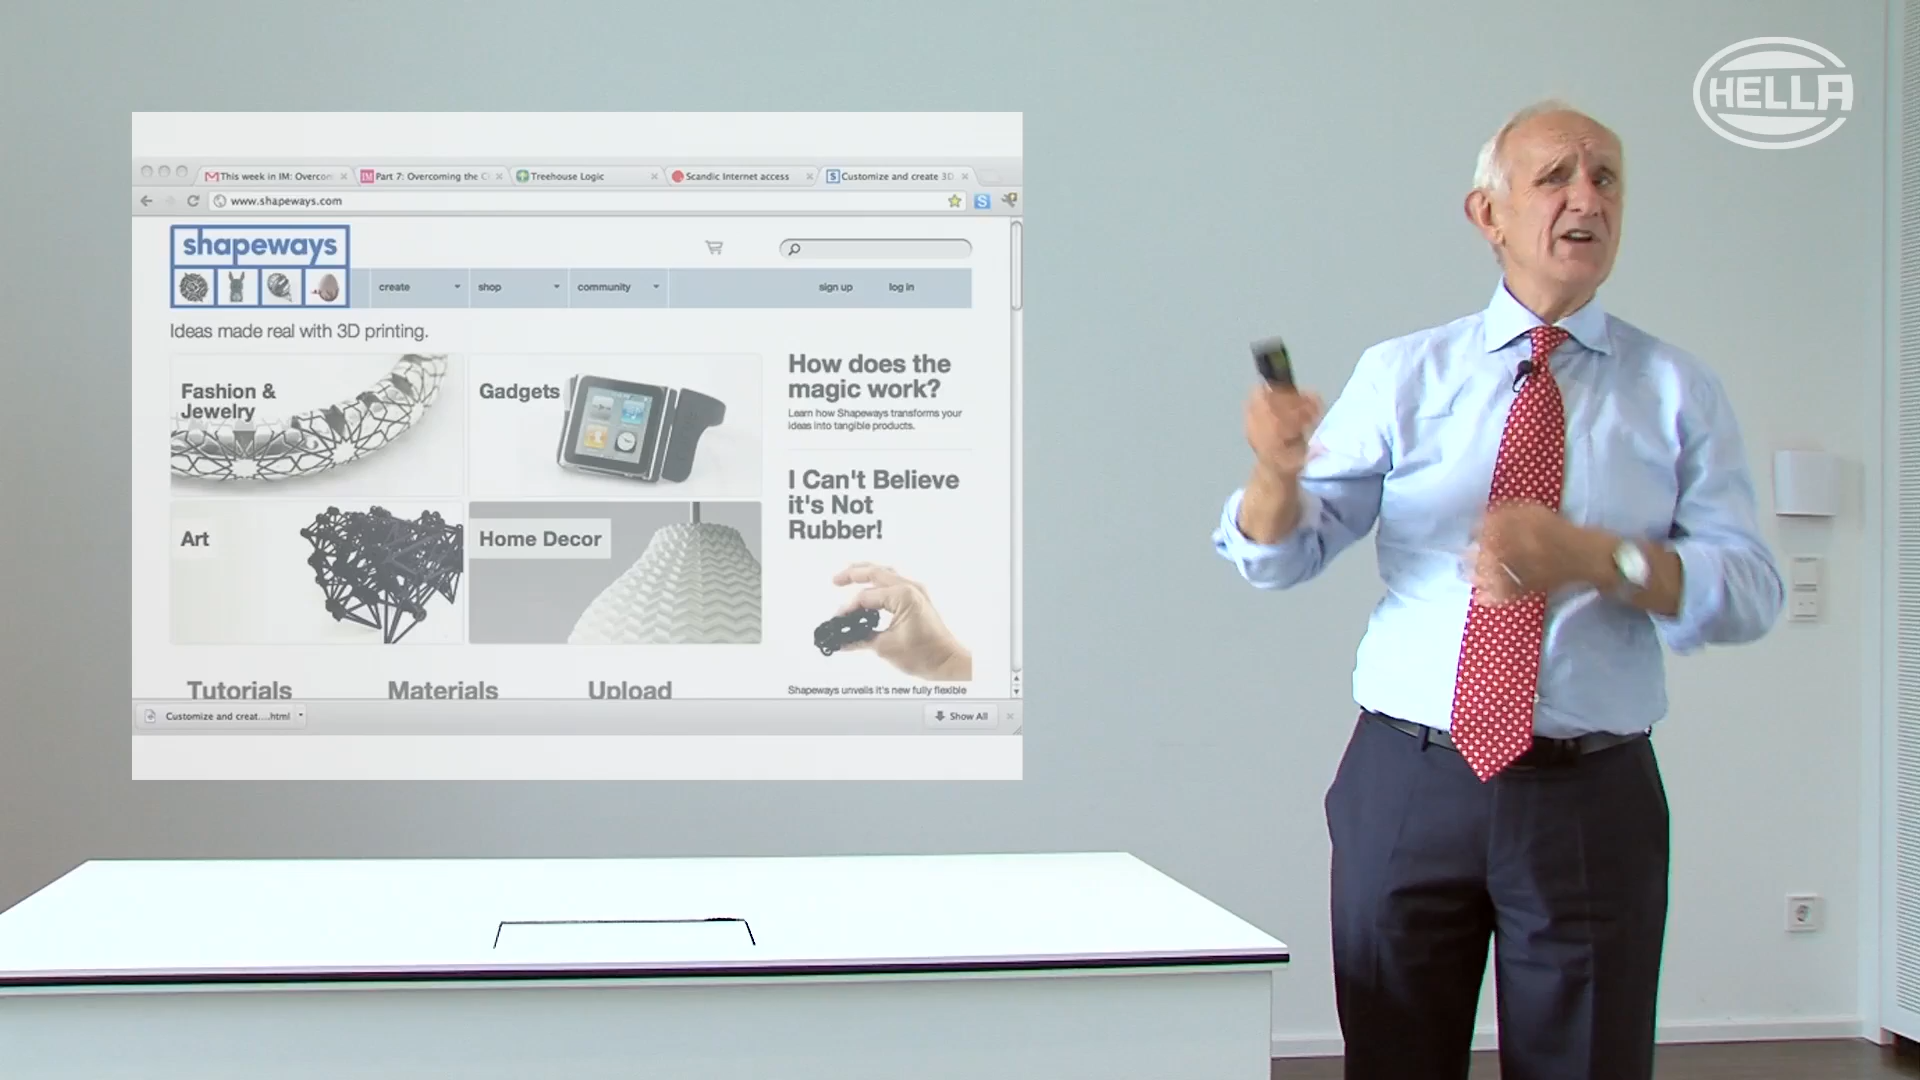 HELLA
This week in IM: Overcon
Part 7: Overcoming the C
Treehouse Logic
Scandic Internet access
Customize and create 3D
www.shapeways.com
shapeways
create
shop
community
sign up
log in
Ideas made real with 3D printing.
Fashion &
Jewelry
Gadgets
Art
Home Decor
How does the
magic work?
Learn how Shapeways transforms your
ideas into tangible products.
I Can't Believe
it's Not
Rubber!
Shapeways unveils it's new fully flexible
Tutorials
Materials
Upload
Customize and creat....html
Show All